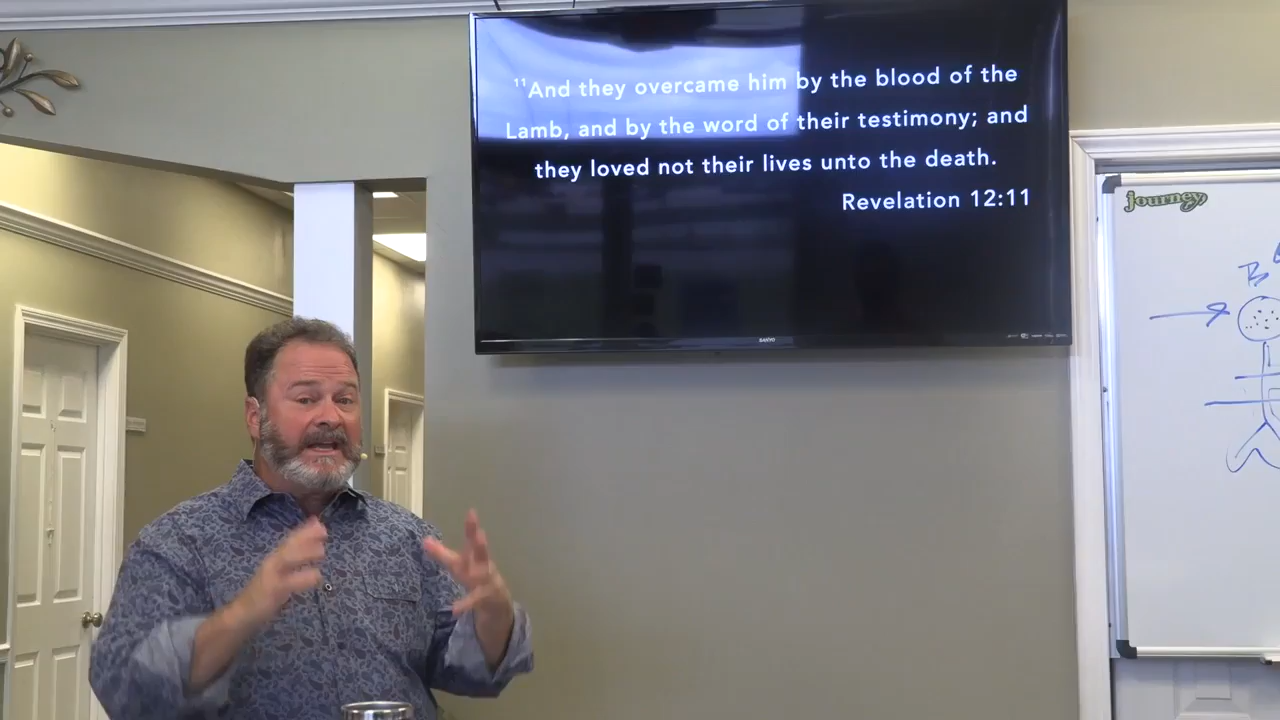 ¹¹And they overcame him by the blood of the
Lamb, and by the word of their testimony; and
they loved not their lives unto the death.
Revelation 12:11
SANYO
journey
B